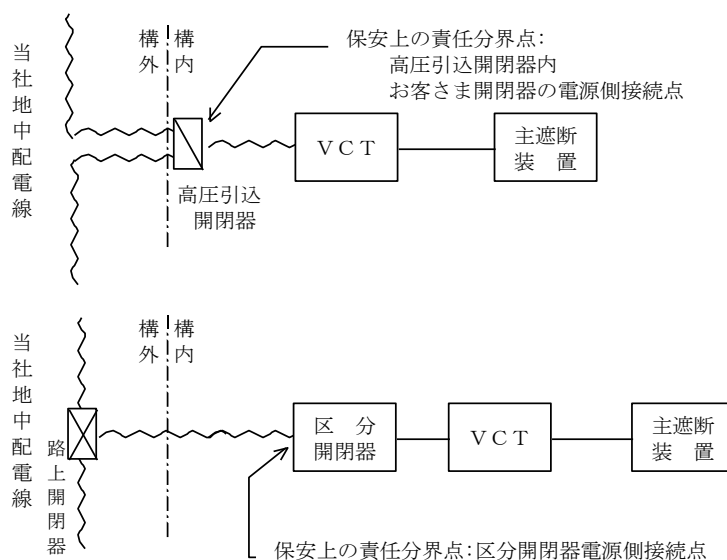 当社地中配電線
構外
構内
保安上の責任分界点：
高圧引込開閉器内
お客さま開閉器の電源側接続点
ＶＣＴ
主遮断
装　置
高圧引込
開閉器
当社地中配電線
構外
構内
路上開閉器
区　分
開閉器
ＶＣＴ
主遮断
装　置
保安上の責任分界点：区分開閉器電源側接続点